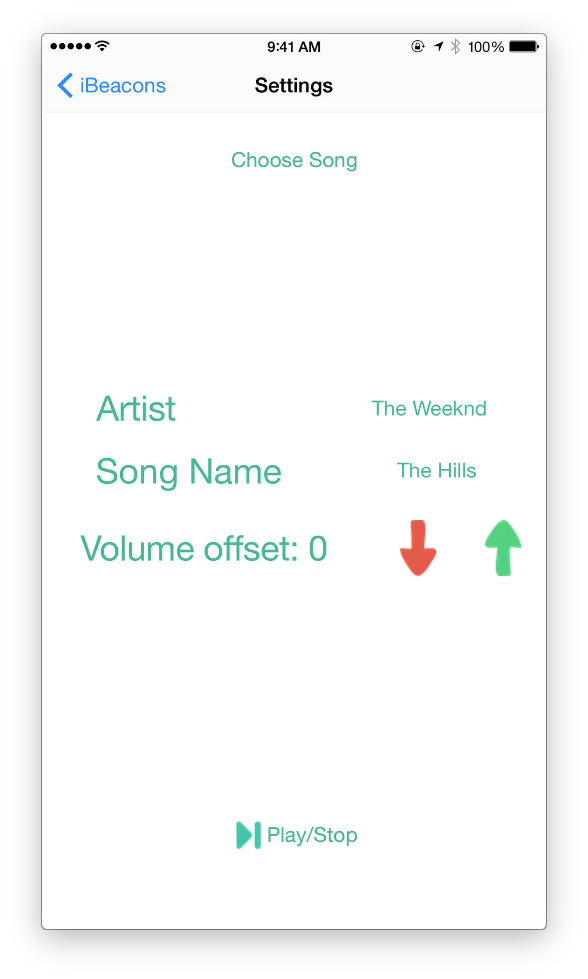 9:41 AM 100%
iBeacons Settings
Choose Song
Artist The Weeknd
Song Name The Hills
Volume offset: 0
Play/Stop